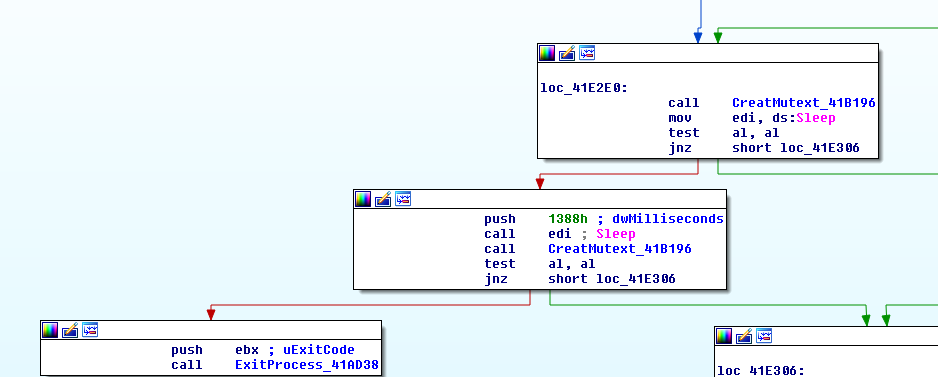 loc_41E2E0:
call CreatMutext_41B196
mov edi, ds:Sleep
test al, al
jnz short loc_41E306
push 1388h ; dwMilliseconds
call edi ; Sleep
call CreatMutext_41B196
test al, al
jnz short loc_41E306
push ebx ; uExitCode
call ExitProcess_41AD38
loc_41E306: